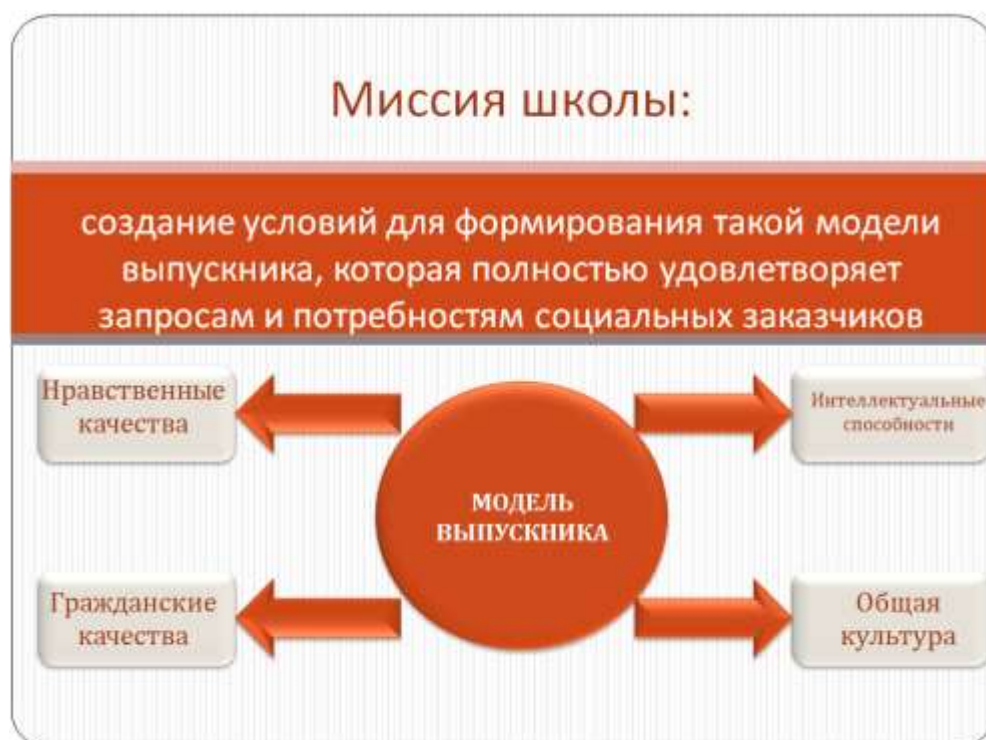 Миссия школы:
создание условий для формирования такой модели
выпускника, которая полностью удовлетворяет
запросам и потребностям социальных заказчиков
Нравственные
качества
Интеллектуальные
способности
МОДЕЛЬ
ВЫПУСКНИКА
Гражданские
качества
Общая
культура